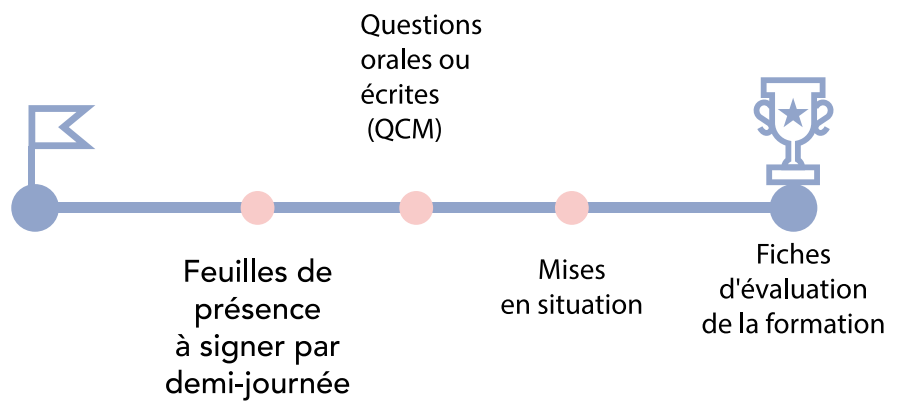 Questions
orales ou
écrites
(QCM)
Feuilles de
présence
à signer par
demi-journée
Mises
en situation
Fiches
d'évaluation
de la formation